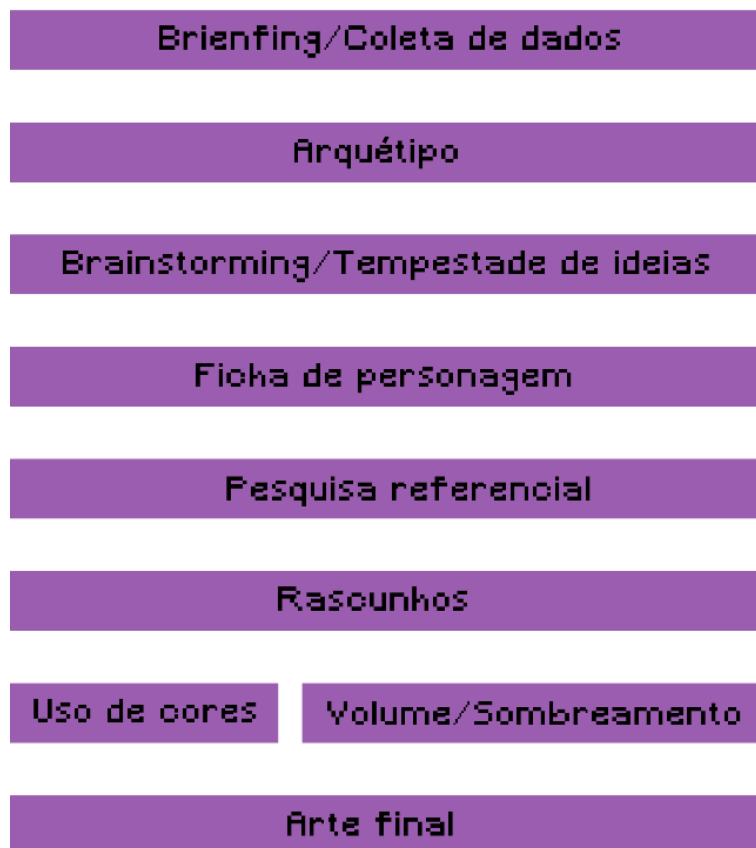 Brienfing/Coleta de dados
Arquétipo
Brainstorming/Tempestade de ideias
Ficha de personagem
Pesquisa referencial
Rascunhos
Uso de cores
Volume/Sombreamento
Arte final